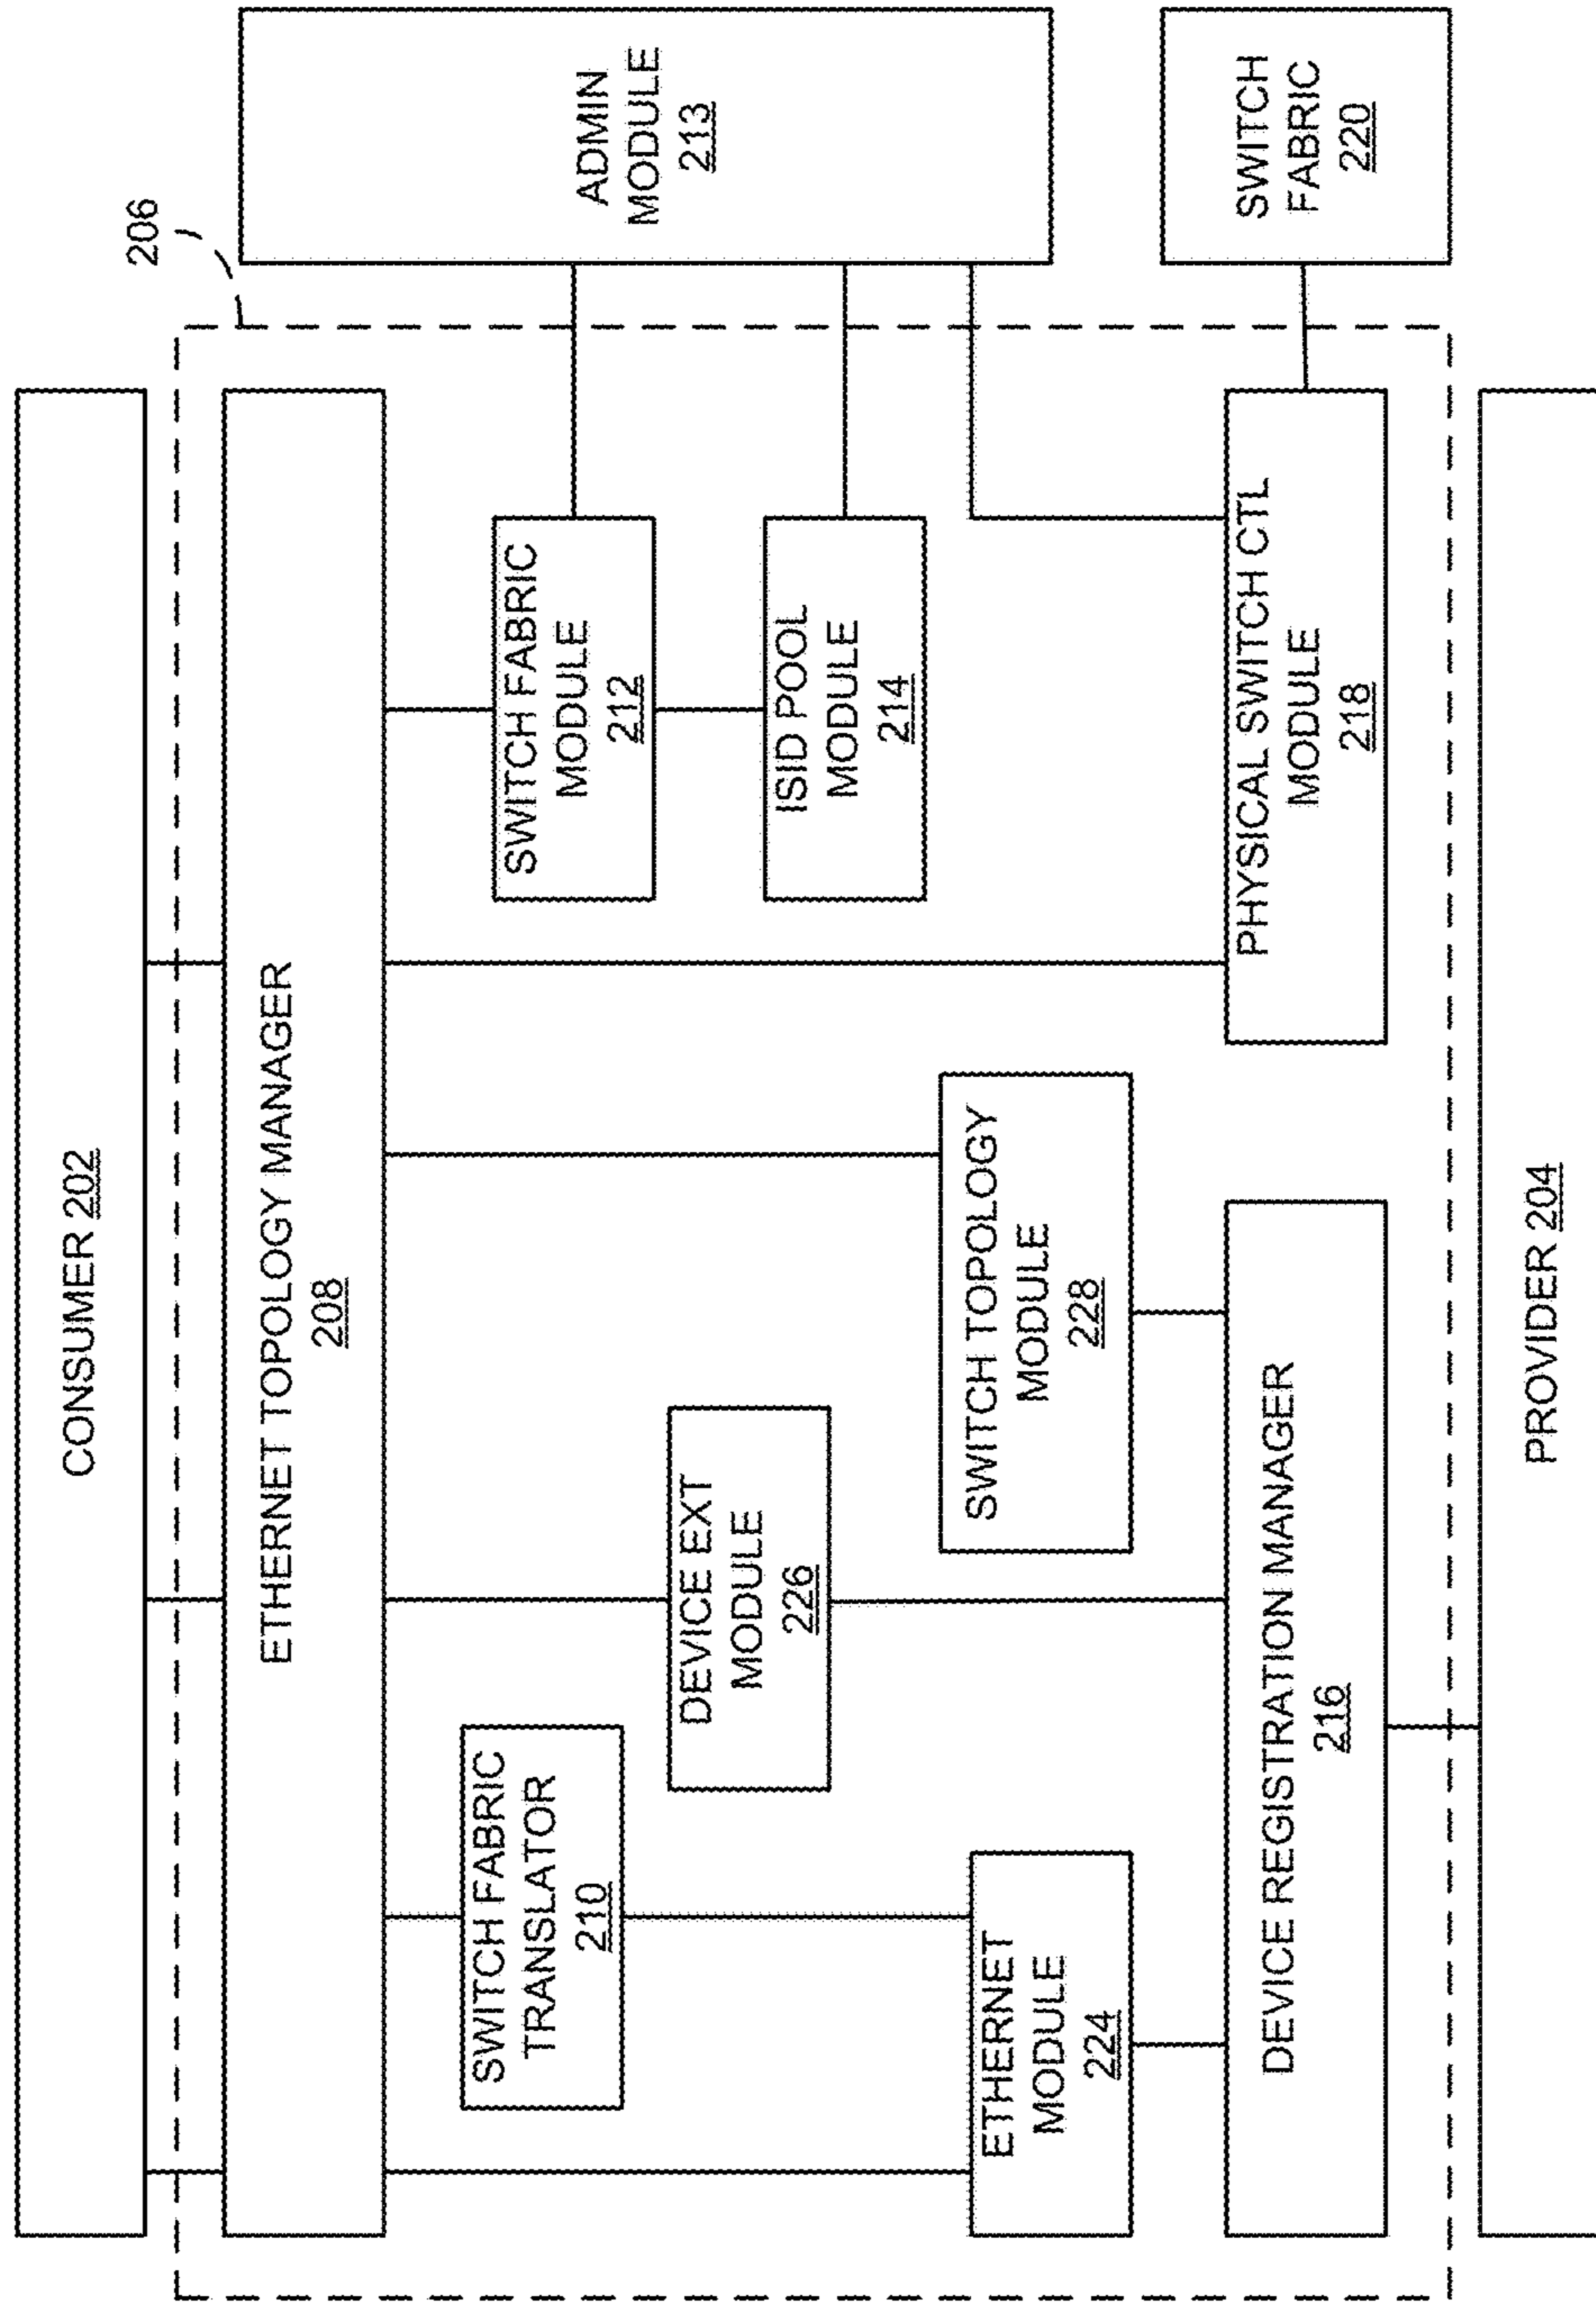 CONSUMER 202
206
ETHERNET TOPOLOGY MANAGER
208
SWITCH FABRIC
TRANSLATOR
210
DEVICE EXT
MODULE
226
SWITCH FABRIC
MODULE
212
ISID POOL
MODULE
214
ADMIN
MODULE
213
ETHERNET
MODULE
224
SWITCH TOPOLOGY
MODULE
228
DEVICE REGISTRATION MANAGER
216
PHYSICAL SWITCH CTL
MODULE
218
SWITCH
FABRIC
220
PROVIDER 204